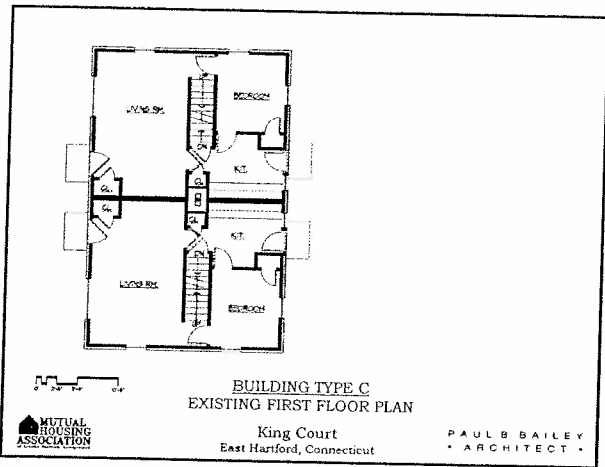 LIVING RM.
BEDROOM
KIT.
KIT.
LIVING RM.
BEDROOM
BUILDING TYPE C
EXISTING FIRST FLOOR PLAN
King Court
East Hartford, Connecticut
MUTUAL
HOUSING
ASSOCIATION
PAUL B BAILEY
• ARCHITECT •